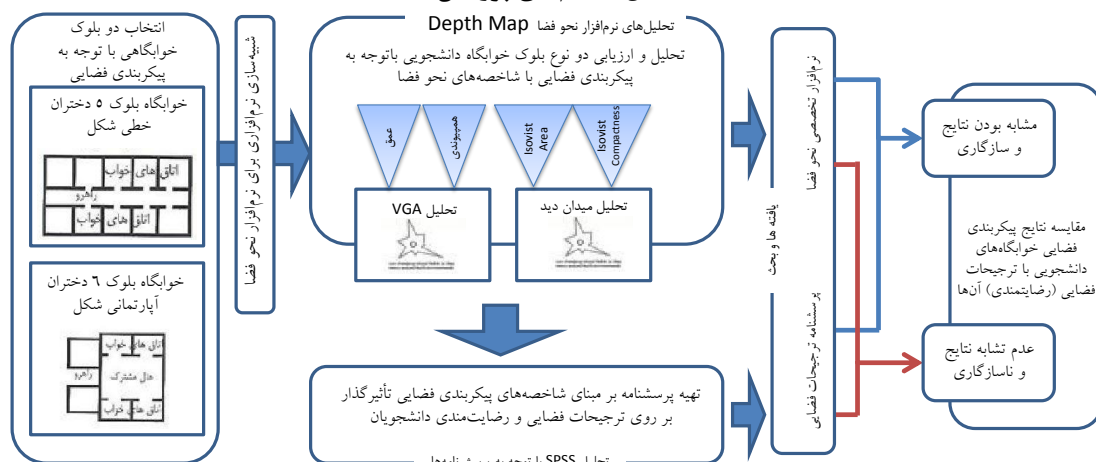 انتخاب دو بلوک
خوابگاهی با توجه به
پیکربندی فضایی
خوابگاه بلوک ۵ دختران
خطی شکل
اتاق های خواب
راهرو
اتاق های خواب
خوابگاه بلوک ۶ دختران
آپارتمانی شکل
اتاق های خواب
هال مشترک
راهرو
اتاق های خواب
شبیه‌سازی نرم‌افزاری برای نرم‌افزار نحو فضا
تحلیل‌های نرم‌افزار نحو فضا Depth Map
تحلیل و ارزیابی دو نوع بلوک خوابگاه دانشجویی باتوجه به
پیکربندی فضایی با شاخصه‌های نحو فضا
عمق
همپیوندی
Isovist
Area
Isovist
Compactness
تحلیل VGA
تحلیل میدان دید
تهیه پرسشنامه بر مبنای شاخصه‌های پیکربندی فضایی تأثیرگذار
بر روی ترجیحات فضایی و رضایت‌مندی دانشجویان
یافته ها و بحث
نرم‌افزار تخصصی نحو فضا
پرسشنامه ترجیحات فضایی
مشابه بودن نتایج
و سازگاری
مقایسه نتایج پیکربندی
فضایی خوابگاه‌های
دانشجویی با ترجیحات
فضایی (رضایتمندی) آن‌ها
عدم تشابه نتایج
و ناسازگاری